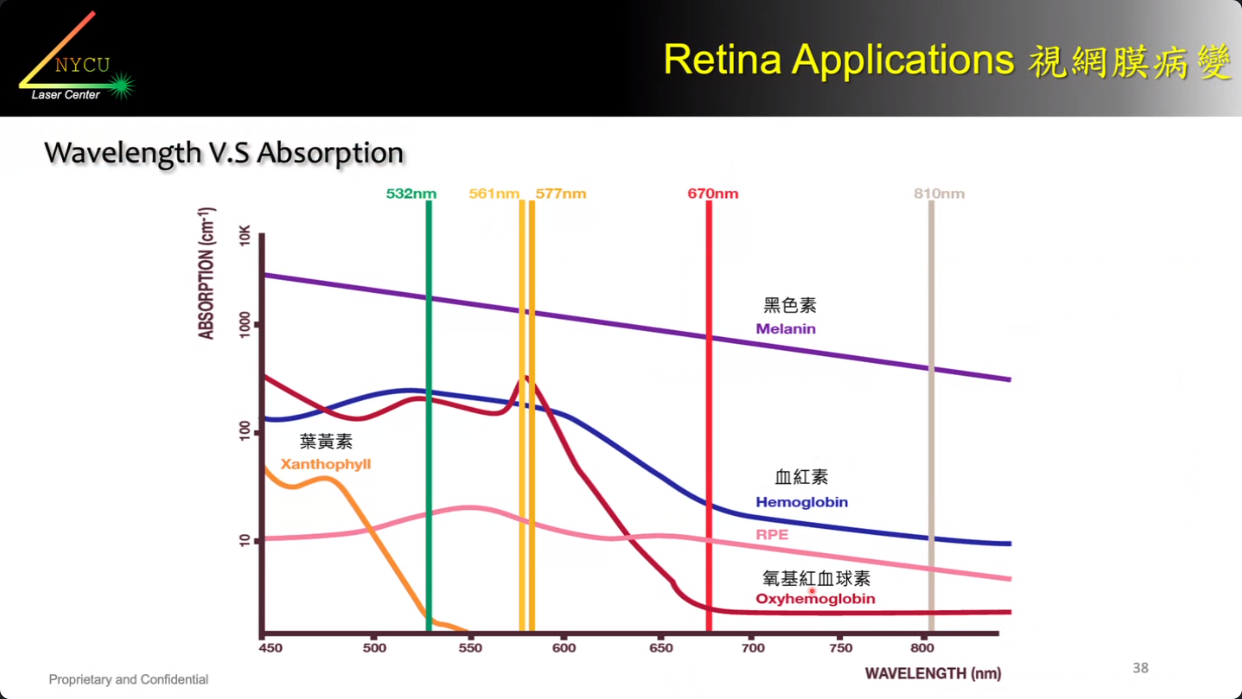 NYCU
Laser Center
Retina Applications 視網膜病變
Wavelength V.S Absorption
532nm 561nm 577nm 670nm 810nm
ABSORPTION (cm-¹)
10K
1000
100
10
黑色素
Melanin
葉黃素
Xanthophyll
血紅素
Hemoglobin
RPE
氧基紅血球素
Oxyhemoglobin
450 500 550 600 650 700 750 800
WAVELENGTH (nm)
Proprietary and Confidential
38